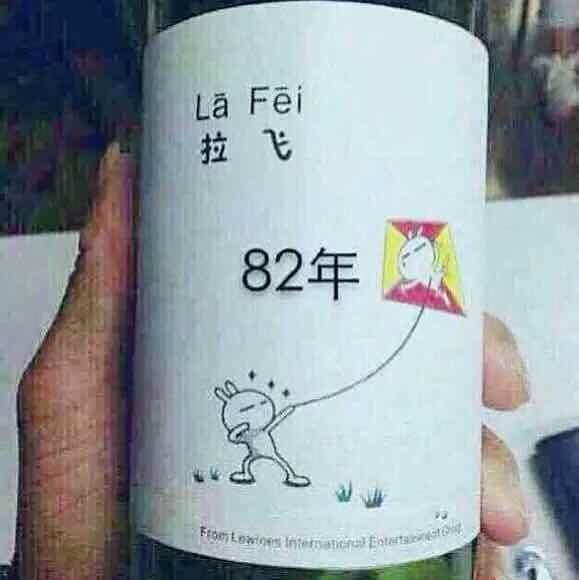 Lā Fēi
拉 飞
82年
From Lewines International Entertainment Group